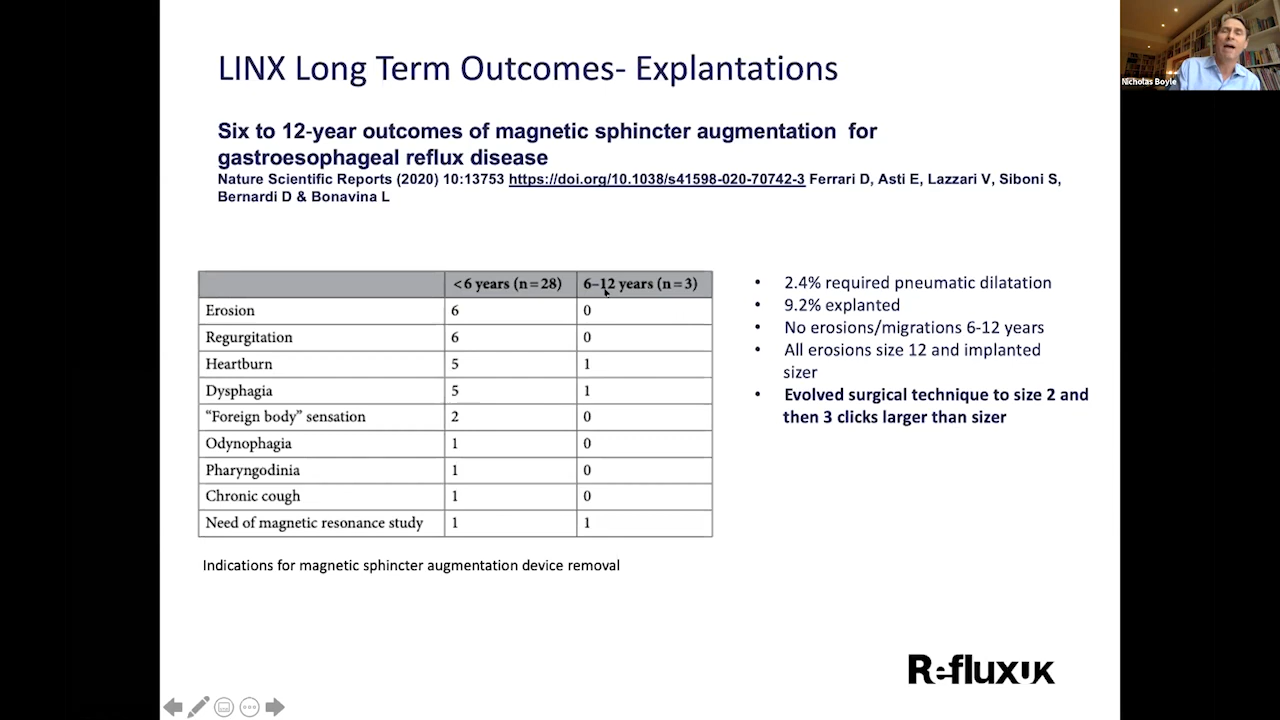 LINX Long Term Outcomes- Explantations
Nicholas Boyle
Six to 12-year outcomes of magnetic sphincter augmentation for
gastroesophageal reflux disease
Nature Scientific Reports (2020) 10:13753 https://doi.org/10.1038/s41598-020-70742-3 Ferrari D, Asti E, Lazzari V, Siboni S,
Bernardi D & Bonavina L
<6 years (n=28) 6–12 years (n=3)
Erosion 6 0
Regurgitation 6 0
Heartburn 5 1
Dysphagia 5 1
“Foreign body” sensation 2 0
Odynophagia 1 0
Pharyngodinia 1 0
Chronic cough 1 0
Need of magnetic resonance study 1 1
Indications for magnetic sphincter augmentation device removal
• 2.4% required pneumatic dilatation
• 9.2% explanted
• No erosions/migrations 6-12 years
• All erosions size 12 and implanted
sizer
• Evolved surgical technique to size 2 and
then 3 clicks larger than sizer
RefluxUK